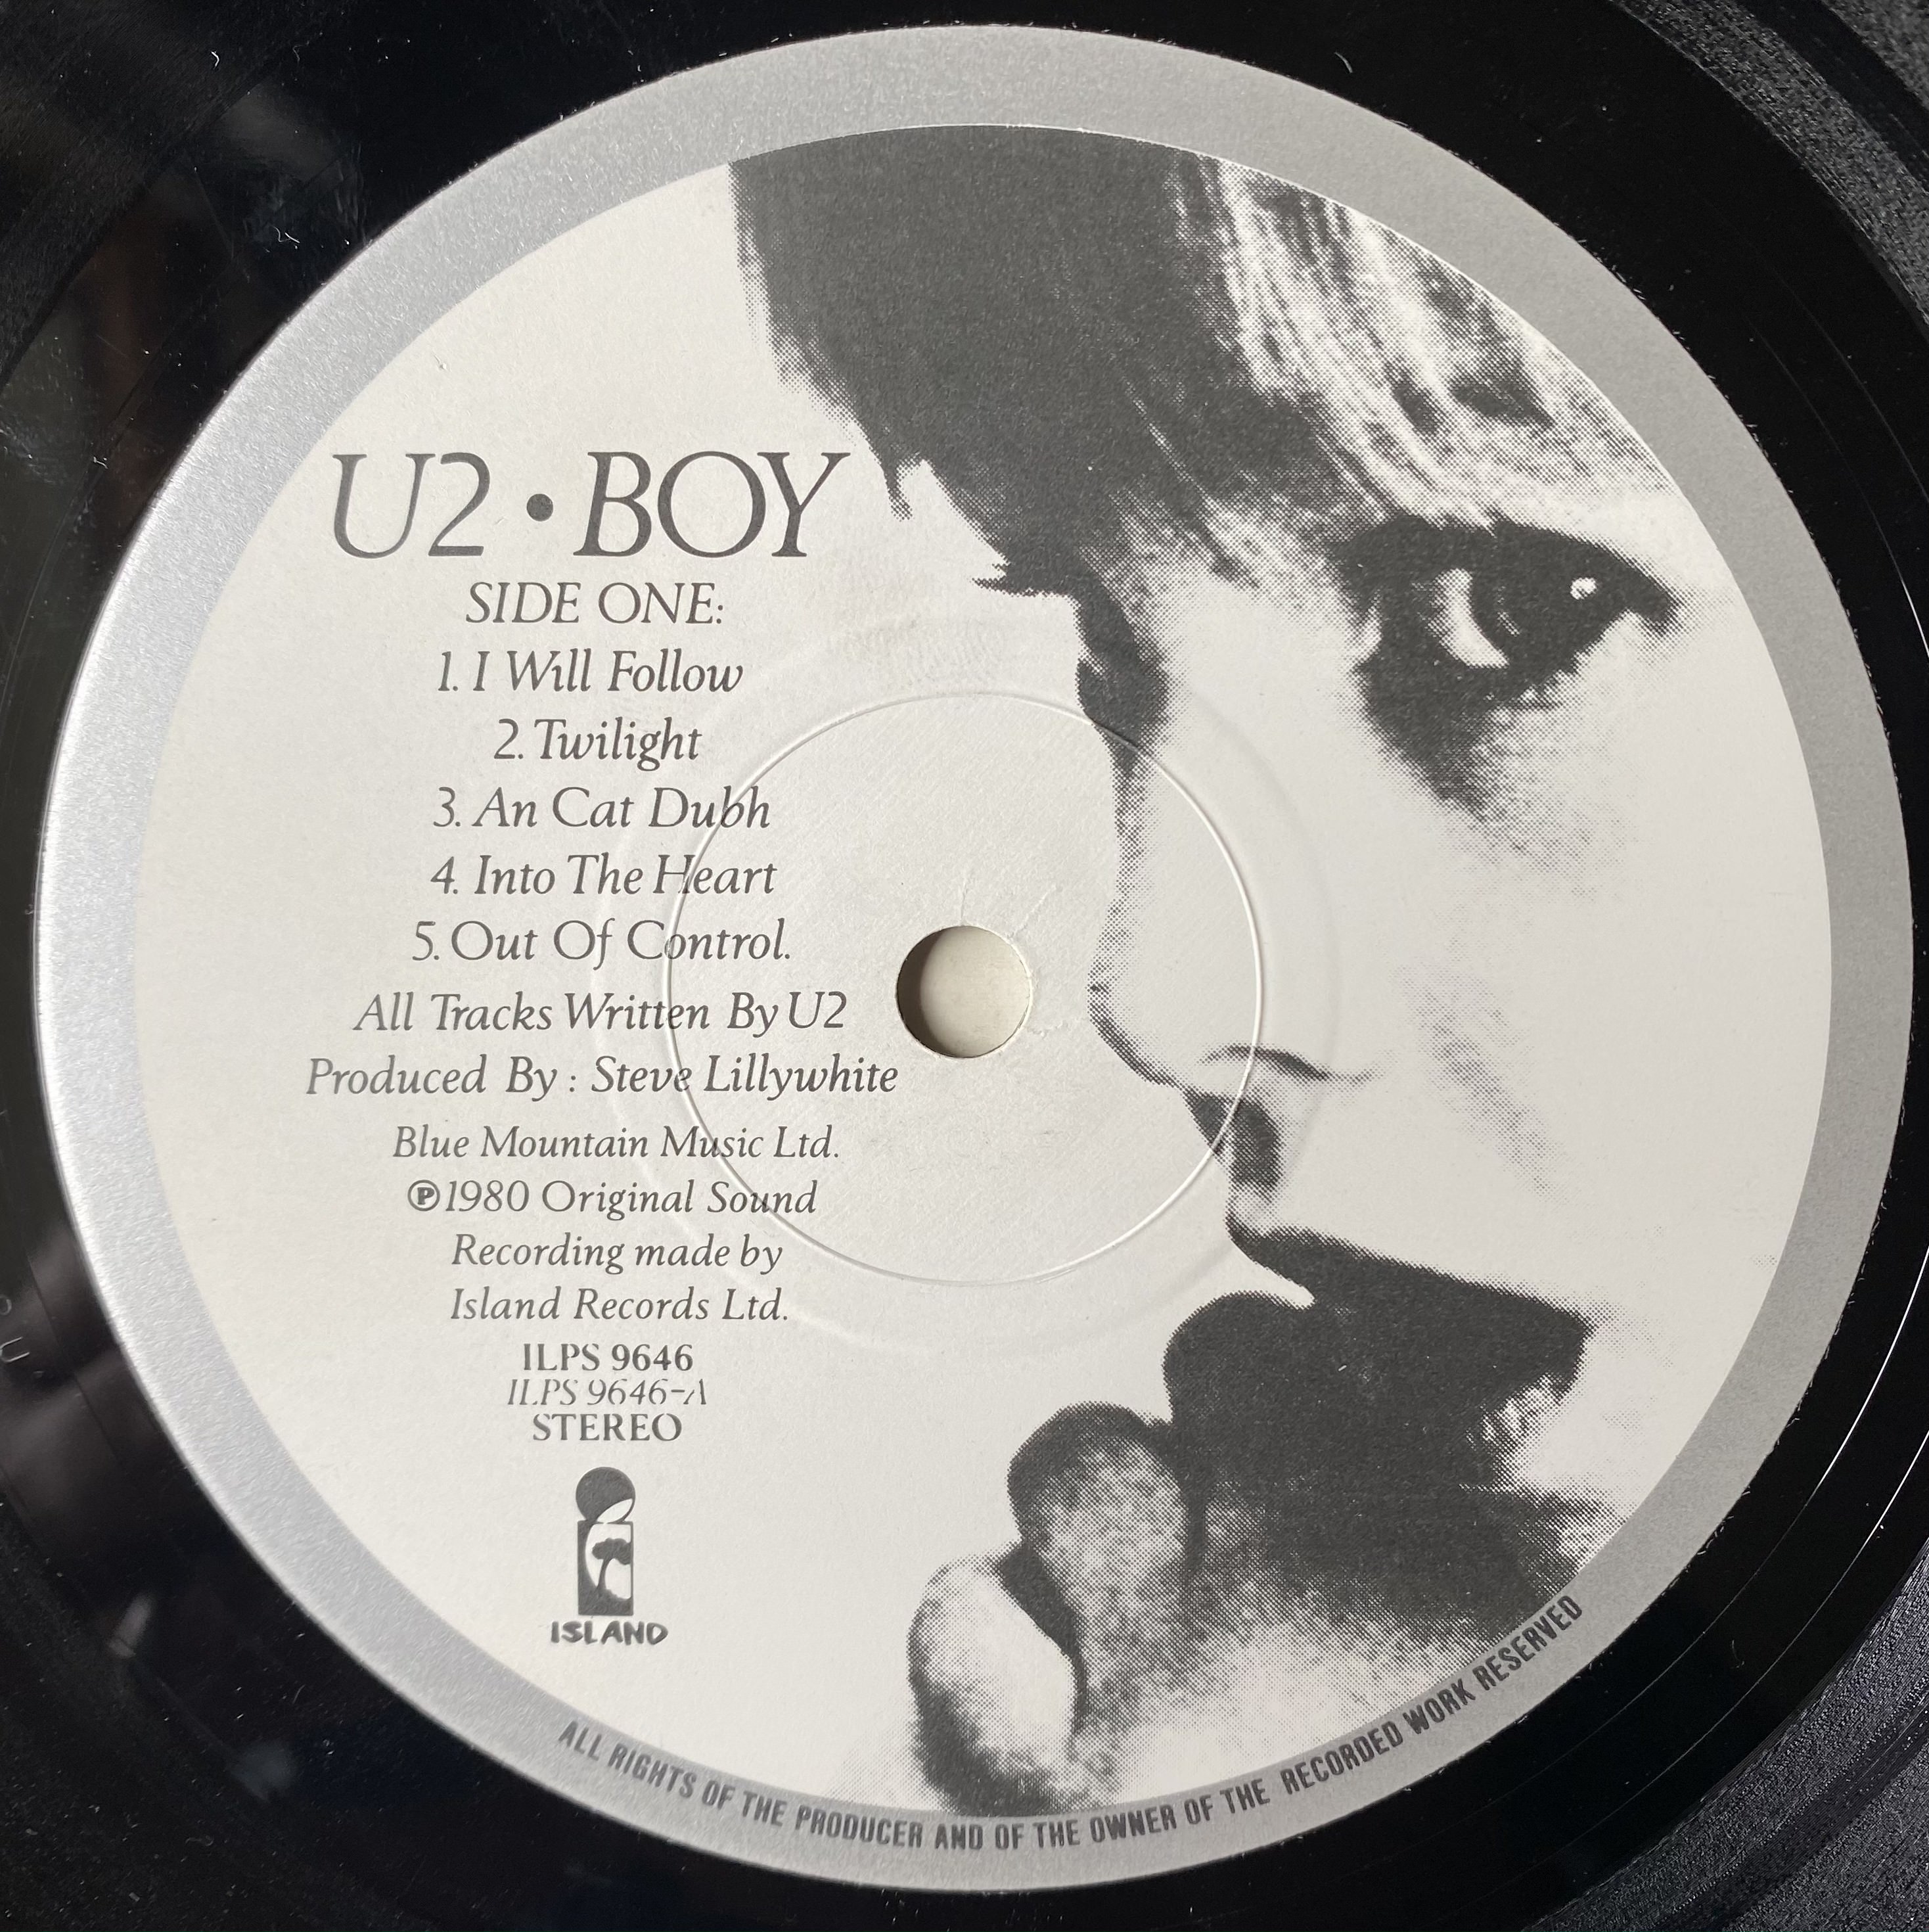 U2 • BOY
SIDE ONE:
1. I Will Follow
2. Twilight
3. An Cat Dubh
4. Into The Heart
5. Out Of Control.
All Tracks Written By U2
Produced By : Steve Lillywhite
Blue Mountain Music Ltd.
℗1980 Original Sound
Recording made by
Island Records Ltd.
ILPS 9646
ILPS 9646-A
STEREO
ISLAND
ALL RIGHTS OF THE PRODUCER AND OF THE OWNER OF THE RECORDED WORK RESERVED